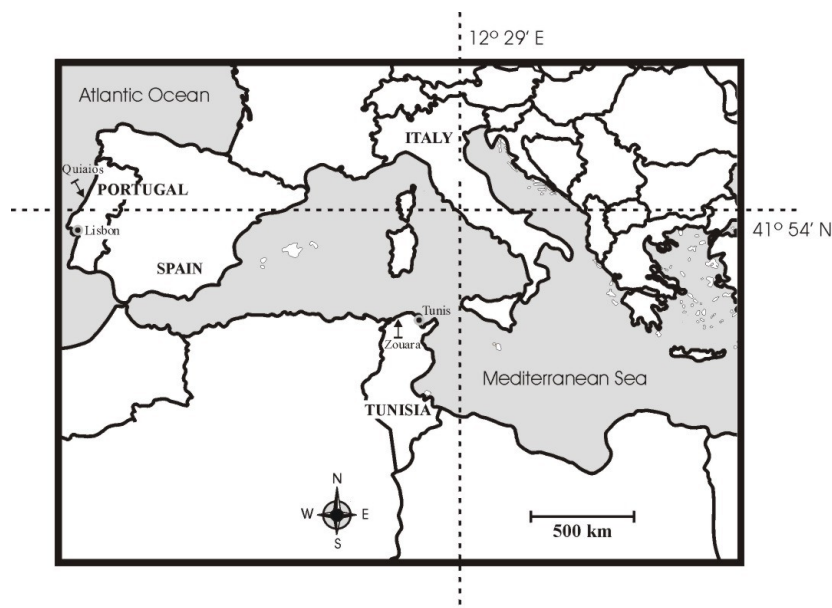 12º 29′ E
Atlantic Ocean
ITALY
Quiaios
PORTUGAL
Lisbon
41º 54′ N
SPAIN
Tunis
Zouara
Mediterranean Sea
TUNISIA
N
W
E
S
500 km